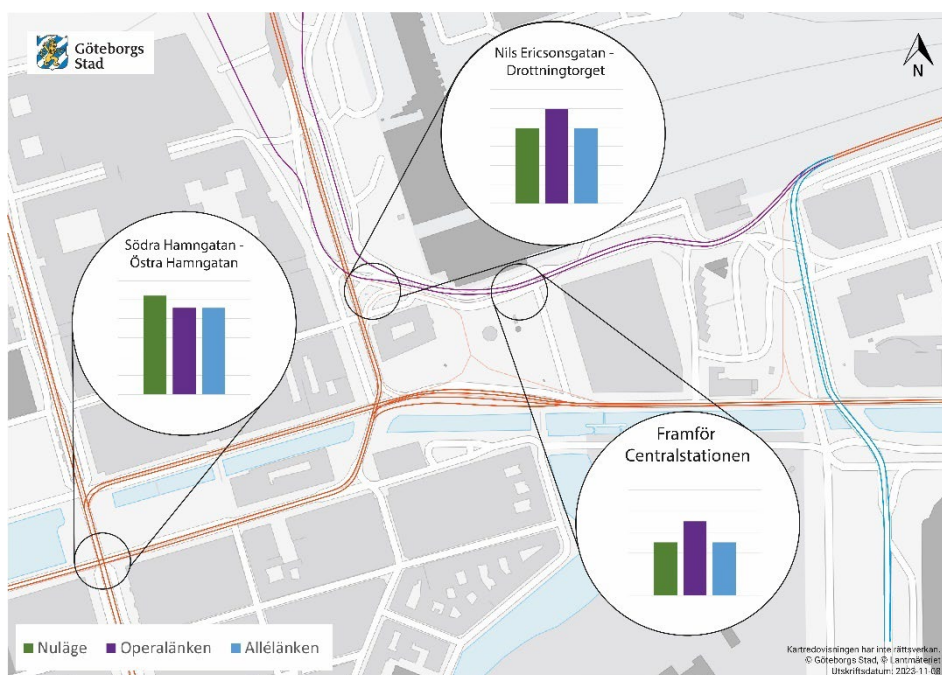 Göteborgs
Stad
Nils Ericsonsgatan -
Drottningtorget
N
Södra Hamngatan -
Östra Hamngatan
Framför
Centralstationen
Nuläge
Operalänken
Allélänken
Kartredovisningen har inte rättsverkan.
© Göteborgs Stad, © Lantmäteriet
Utskriftsdatum: 2023-11-08